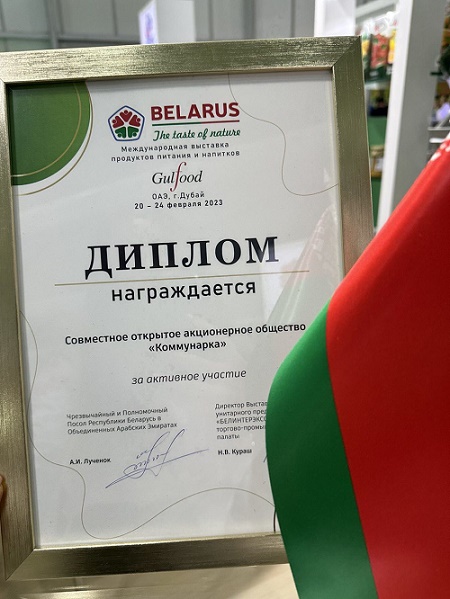 BELARUS
The taste of nature
Международная выставка
продуктов питания и напитков
Gulfood
ОАЭ, г.Дубай
20 – 24 февраля 2023
ДИПЛОМ
награждается
Совместное открытое акционерное общество
«Коммунарка»
за активное участие
Чрезвычайный и Полномочный
Посол Республики Беларусь в
Объединенных Арабских Эмиратах
А.И. Лученок
Директор Выстав
унитарного пред
«БЕЛИНТЕРЭКС
торгово-промы
палаты
Н.В. Кураш